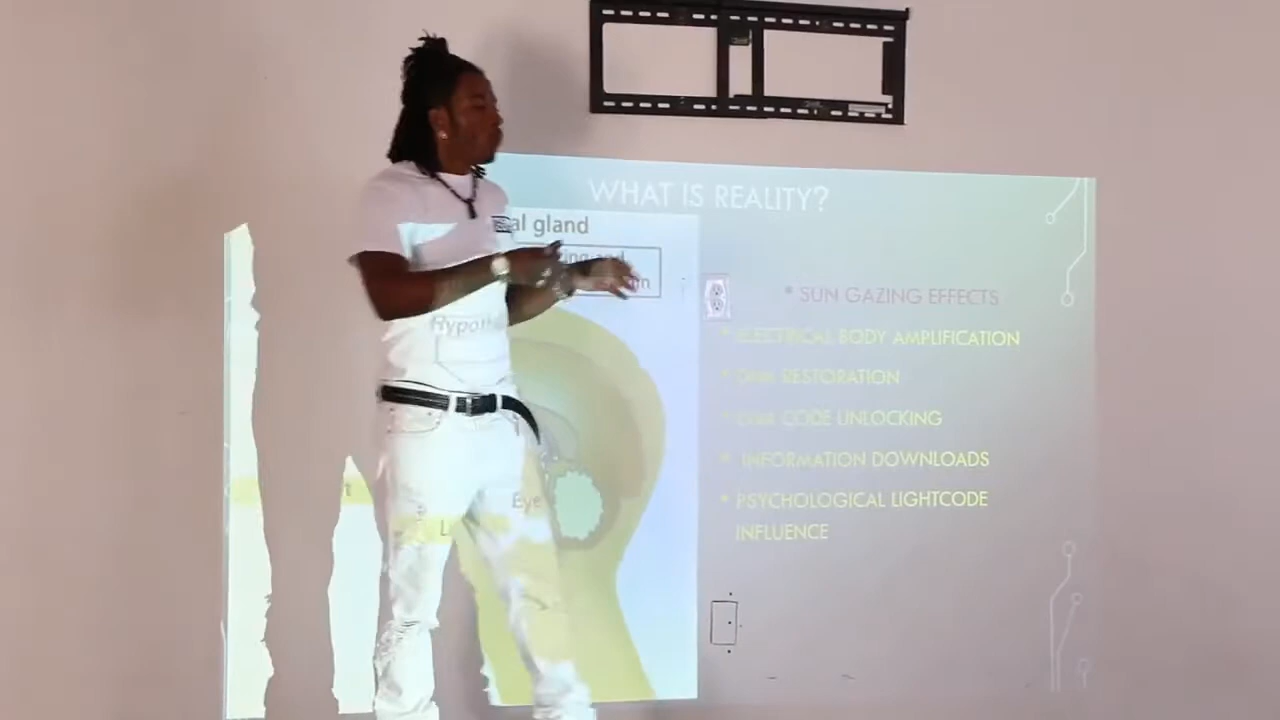 WHAT IS REALITY?
al gland
* SUN GAZING EFFECTS
* ELECTRICAL BODY AMPLIFICATION
* DNA RESTORATION
* DNA CODE UNLOCKING
* INFORMATION DOWNLOADS
* PSYCHOLOGICAL LIGHTCODE
INFLUENCE
Eye